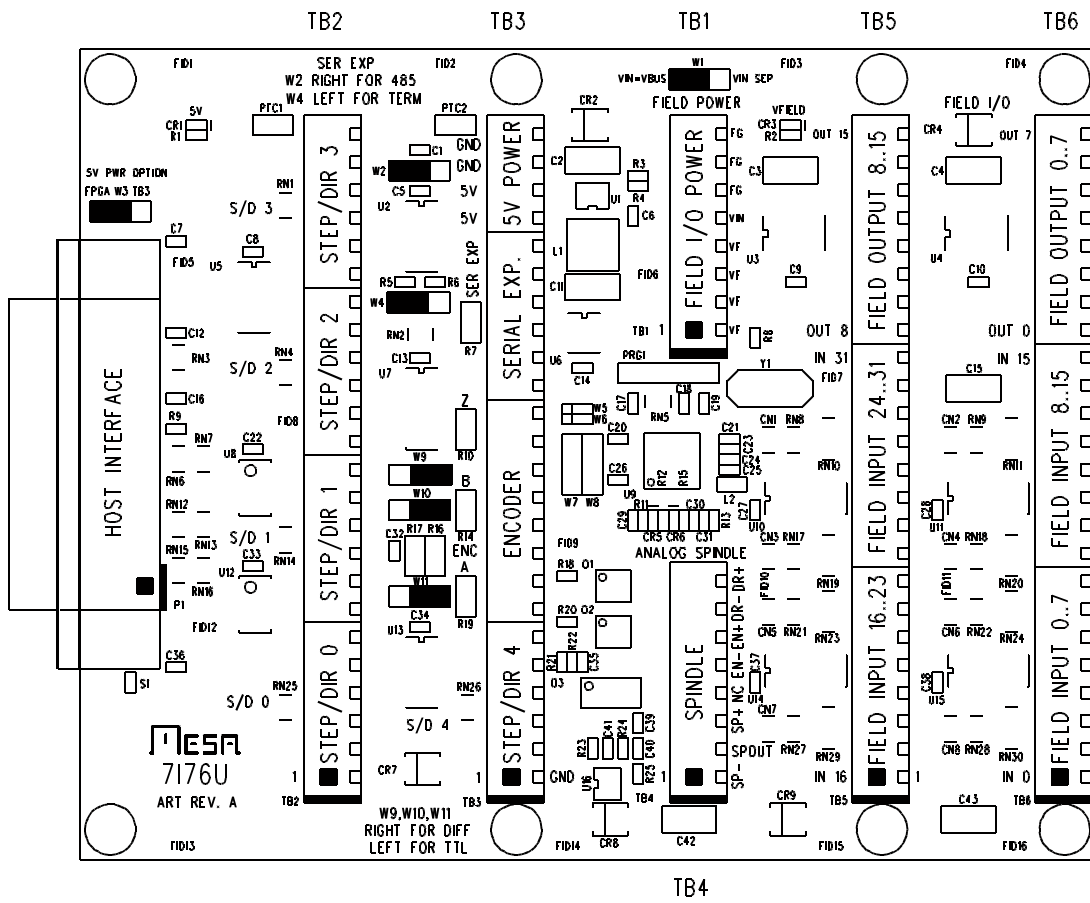 TB2 TB3 TB1 TB5 TB6
FID1 SER EXP FID2 W1 FID3 FID4
W2 RIGHT FOR 485 VIN=VBUS VIN SEP
W4 LEFT FOR TERM
5V PTC1 PTC2 CR2 FIELD POWER VFIELD FIELD I/O
CR1 CR3 OUT 15 CR4 OUT 7
R1 R2
C1 GND FG
5V PWR OPTION W2 GND C2 R3 FG C3 C4
FPGA W3 TB3 RN1 C5 5V U1 R4 FG
S/D 3 U2 5V C6 VIN
STEP/DIR 3
5V POWER
FIELD I/O POWER
FIELD OUTPUT 8..15
FIELD OUTPUT 0..7
C7 C8 L1 VF U3 U4
FID5 U5 SER EXP FID6 VF
R5 R6 C11 VF C9 C10
W4 VF
C12 RN2 TB1 1 VF R8 OUT 8 OUT 0
RN3 RN4 C13 R7 U6 IN 31 IN 15
S/D 2 U7 C14 PRG1 Y1 FID7 C15
STEP/DIR 2
SERIAL EXP.
FIELD INPUT 24..31
FIELD INPUT 8..15
HOST INTERFACE
C16 Z W5 C17 C18 C19
R9 FID8 W6 RN5 CN1 RN8 CN2 RN9
RN7 C22 R10 C20 C21
U8 C23
RN6 W9 C26 R12 R15 C24 RN10 RN11
B C25
RN12 W10 W7 W8 U9 L2
S/D 1 R17 R16 R14 C29 R11 C30 R13 C27 C28
C32 ENC CR5 CR6 C31 U10 U11
RN15 RN13 C33 RN14 FID9 ANALOG SPINDLE CN3 RN17 CN4 RN18
STEP/DIR 1
ENCODER
U12 A R18 O1 DR+ FID10 RN19 FID11 RN20
RN16 W11 DR-
P1 C34 R19 R20 O2 EN+ CN5 RN21 CN6 RN22
FID12 U13 R22 EN- RN23 RN24
C36 R21 C35 C37 C38
S1 RN25 RN26 O3 NC U14 U15
S/D 0 S/D 4 C39 SP+ CN7
R23 C41 R24 C40 SPOUT RN27 CN8 RN28
RN29 RN30
STEP/DIR 0
STEP/DIR 4
SPINDLE
FIELD INPUT 16..23
FIELD INPUT 0..7
MESA
7I76U CR7 GND U16 R25 SP- IN 16 IN 0
1 1 1 1
ART REV. A TB2 TB3 TB4 CR9 TB5 C43 TB6
W9,W10,W11
RIGHT FOR DIFF
LEFT FOR TTL
FID13 FID14 CR8 C42 FID15 FID16
TB4